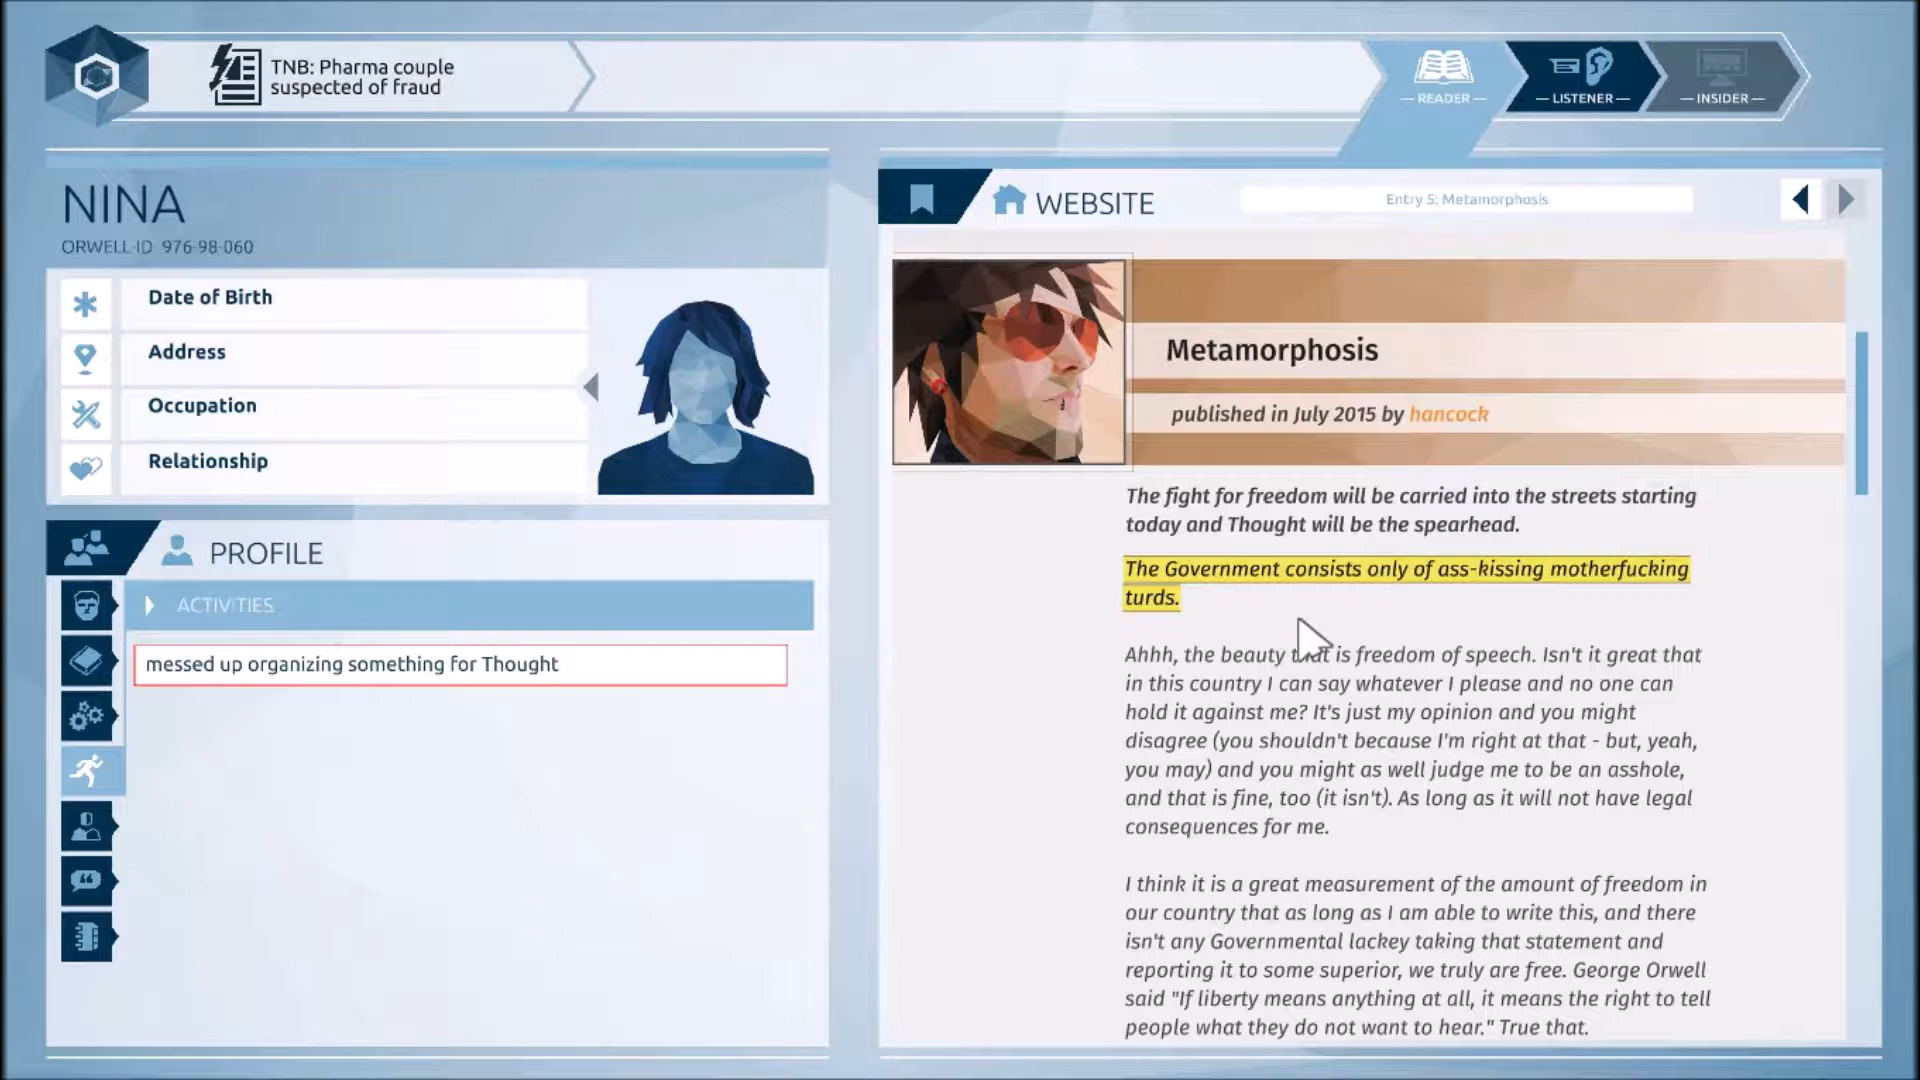 TNB: Pharma couple
suspected of fraud
— READER —
— LISTENER —
— INSIDER —
NINA
ORWELL-ID 976-98-060
Date of Birth
Address
Occupation
Relationship
PROFILE
ACTIVITIES
messed up organizing something for Thought
WEBSITE
Entry 5: Metamorphosis
Metamorphosis
published in July 2015 by hancock
The fight for freedom will be carried into the streets starting
today and Thought will be the spearhead.
The Government consists only of ass-kissing motherfucking
turds.
Ahhh, the beauty that is freedom of speech. Isn't it great that
in this country I can say whatever I please and no one can
hold it against me? It's just my opinion and you might
disagree (you shouldn't because I'm right at that - but, yeah,
you may) and you might as well judge me to be an asshole,
and that is fine, too (it isn't). As long as it will not have legal
consequences for me.
I think it is a great measurement of the amount of freedom in
our country that as long as I am able to write this, and there
isn't any Governmental lackey taking that statement and
reporting it to some superior, we truly are free. George Orwell
said "If liberty means anything at all, it means the right to tell
people what they do not want to hear." True that.